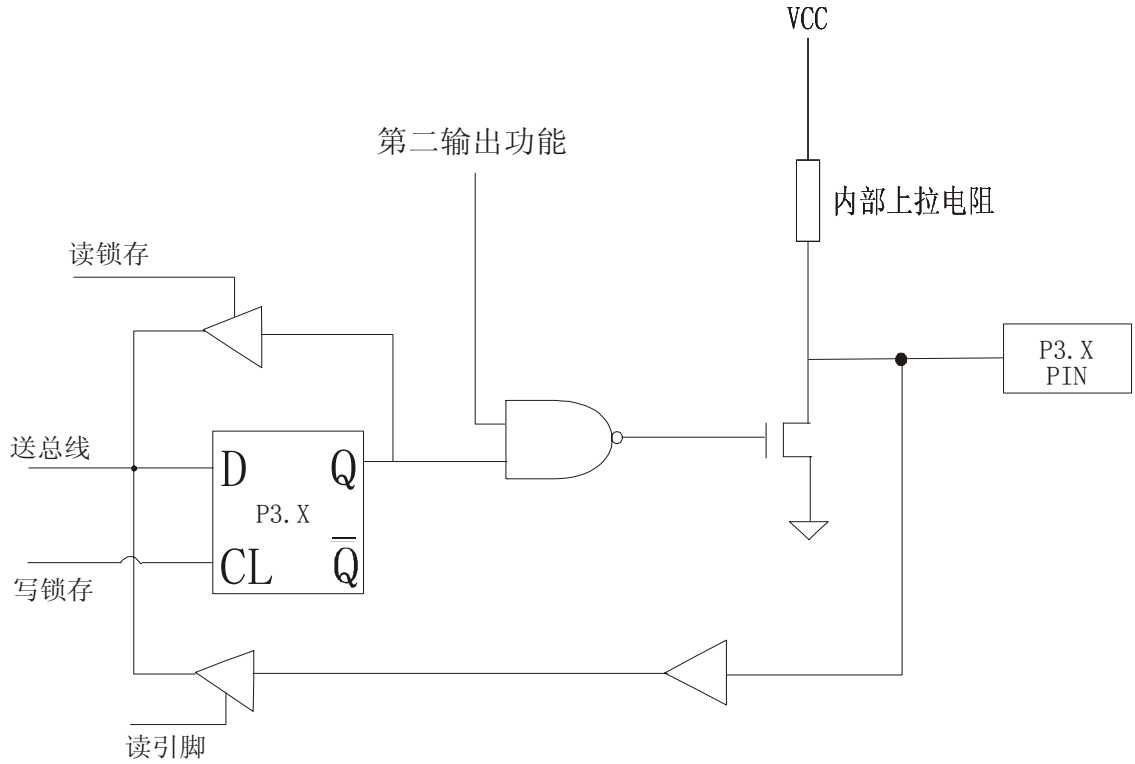 VCC
第二输出功能
内部上拉电阻
读锁存
P3.X
PIN
送总线
D
Q
P3.X
CL
Q
写锁存
读引脚